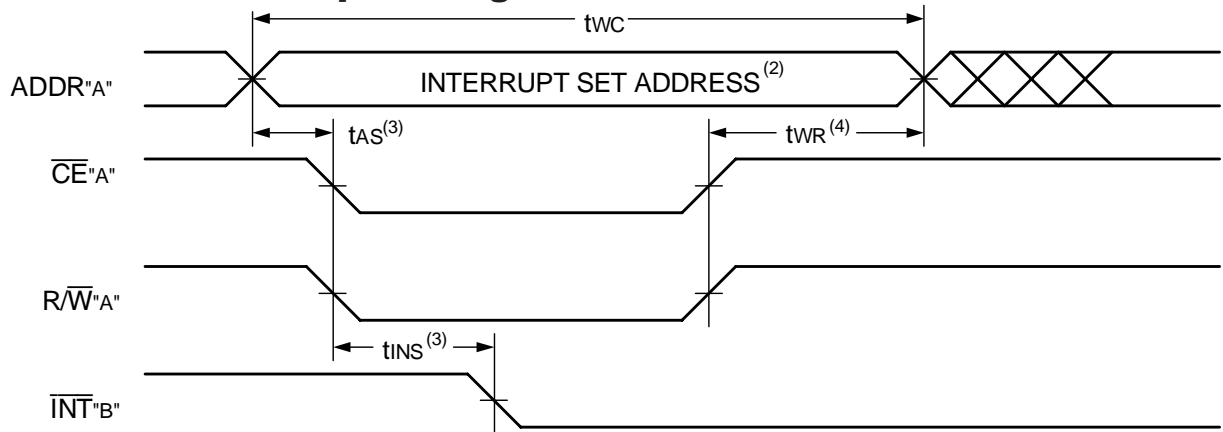 tWC
ADDR"A"
INTERRUPT SET ADDRESS(2)
tAS(3)
tWR(4)
CE"A"
R/W"A"
tINS(3)
INT"B"